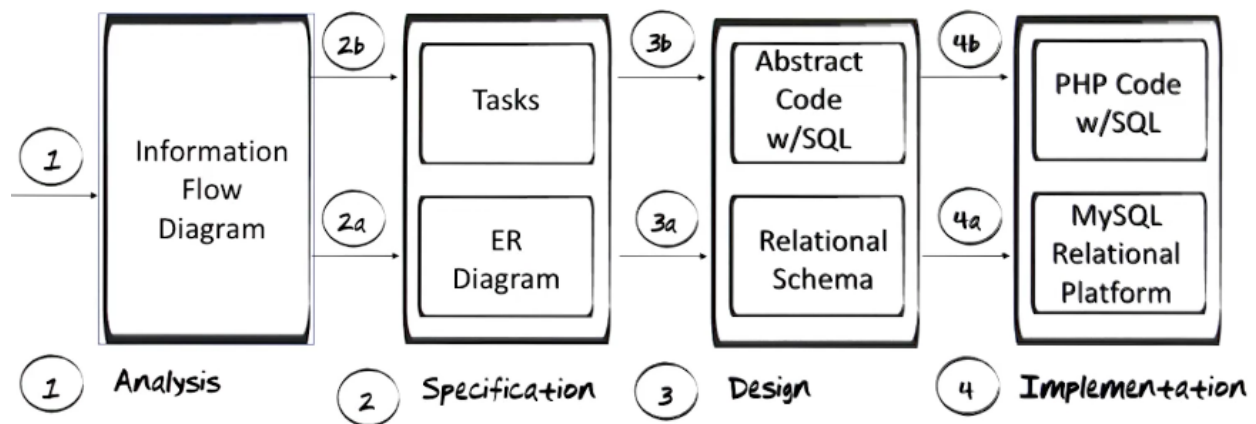 1
Information
Flow
Diagram
2b
2a
Tasks
ER
Diagram
3b
3a
Abstract
Code
w/SQL
Relational
Schema
4b
4a
PHP Code
w/SQL
MySQL
Relational
Platform
1 Analysis
2 Specification
3 Design
4 Implementation